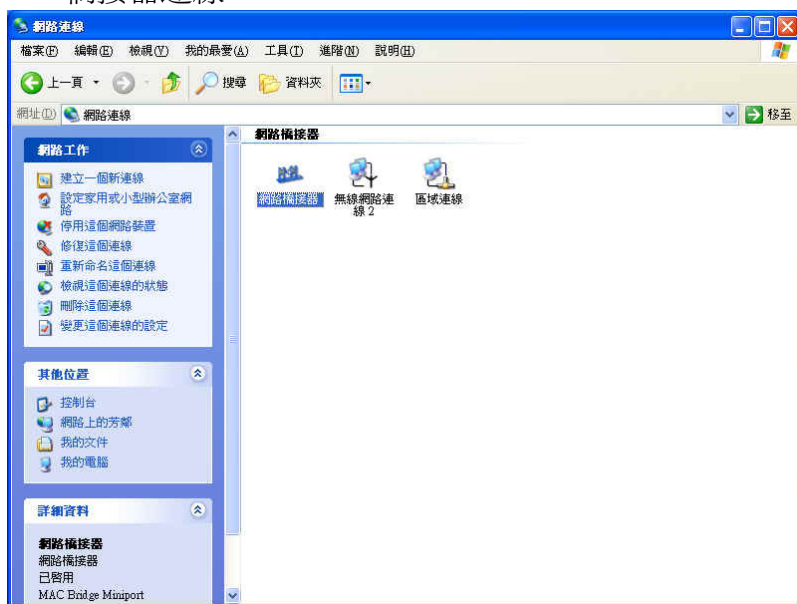 網路連線
檔案(F) 編輯(E) 檢視(V) 我的最愛(A) 工具(T) 進階(N) 說明(H)
上一頁 搜尋 資料夾
網址(D) 網路連線 移至
網路工作
建立一個新連線
設定家用或小型辦公室網
路
停用這個網路裝置
修復這個連線
重新命名這個連線
檢視這個連線的狀態
刪除這個連線
變更這個連線的設定
其他位置
控制台
網路上的芳鄰
我的文件
我的電腦
詳細資料
網路橋接器
網路橋接器
已啓用
MAC Bridge Miniport
網路橋接器
網路橋接器 無線網路連
線 2
區域連線